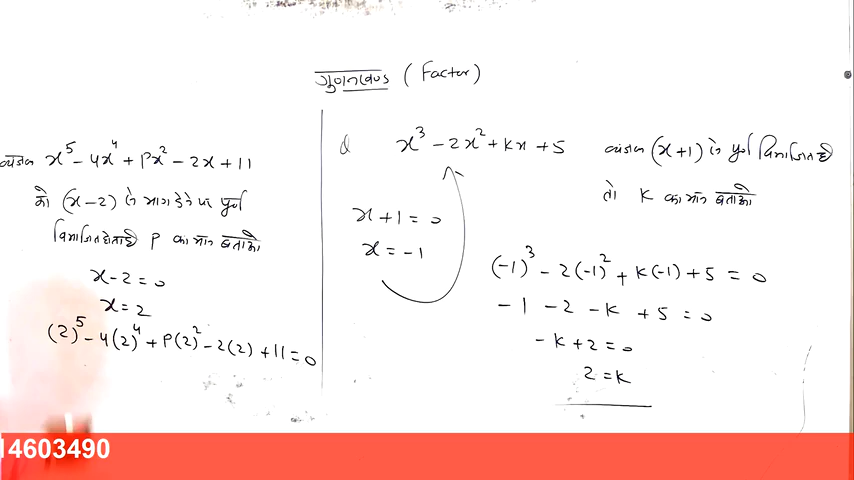 गुणनखण्ड (Factor)
व्यंजक x⁵ - 4x⁴ + Px² - 2x + 11
को (x-2) से भाग देने पर पूर्ण
विभाजित होता है P का मान बताओ
x-2=0
x=2
(2)⁵ - 4(2)⁴ + P(2)² - 2(2) + 11 = 0
x³ - 2x² + Kx + 5 व्यंजक (x+1) से पूर्ण विभाजित है
तो K का मान बताओ
x+1=0
x=-1
(-1)³ - 2(-1)² + K(-1) + 5 = 0
-1 -2 -K +5 = 0
-K+2=0
2=K
14603490